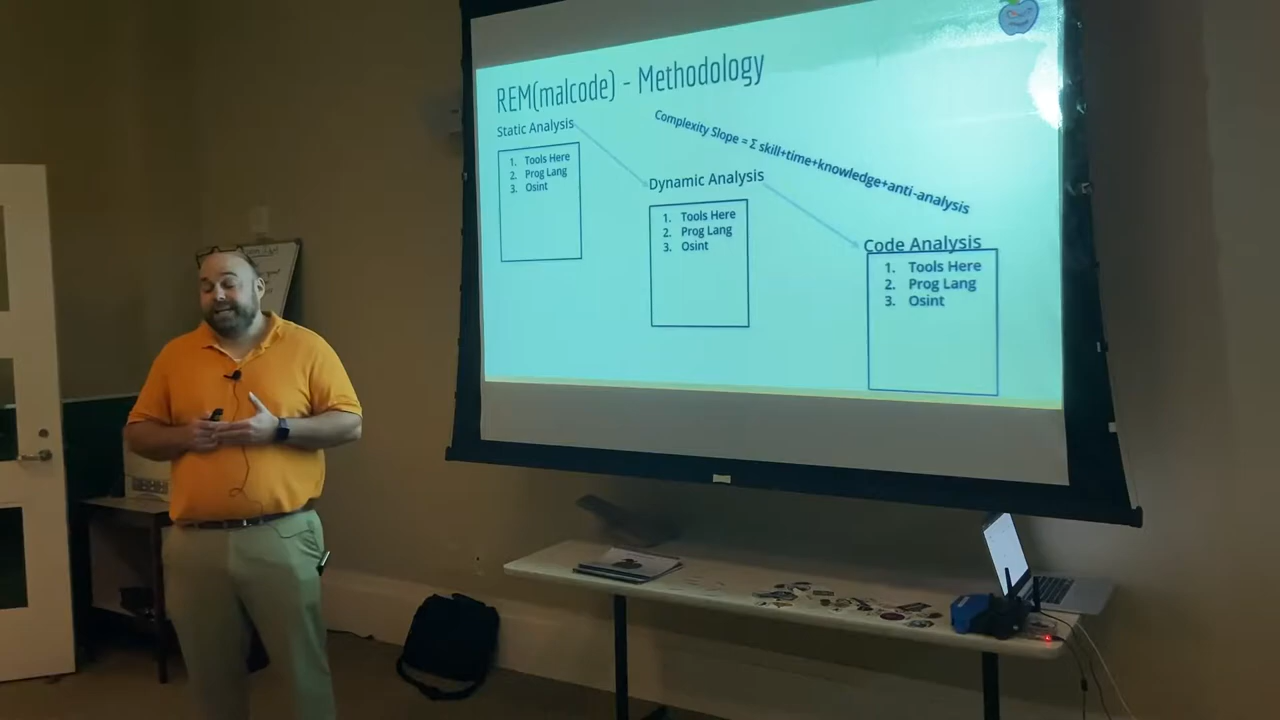 REM(malcode) - Methodology
Static Analysis
1. Tools Here
2. Prog Lang
3. Osint
Complexity Slope = Σ skill+time+knowledge+anti-analysis
Dynamic Analysis
1. Tools Here
2. Prog Lang
3. Osint
Code Analysis
1. Tools Here
2. Prog Lang
3. Osint